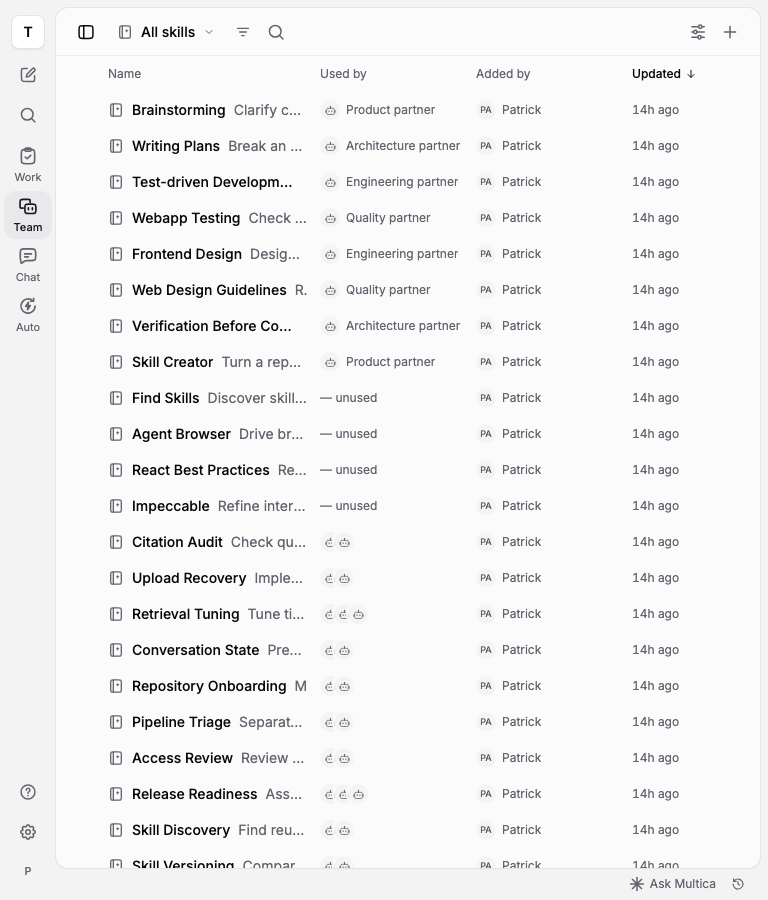 T
All skills
Name Used by Added by Updated
Brainstorming Clarify c... Product partner PA Patrick 14h ago
Writing Plans Break an ... Architecture partner PA Patrick 14h ago
Work
Test-driven Developm... Engineering partner PA Patrick 14h ago
Team
Webapp Testing Check ... Quality partner PA Patrick 14h ago
Frontend Design Desig... Engineering partner PA Patrick 14h ago
Chat
Web Design Guidelines R. Quality partner PA Patrick 14h ago
Auto
Verification Before Co... Architecture partner PA Patrick 14h ago
Skill Creator Turn a rep... Product partner PA Patrick 14h ago
Find Skills Discover skill... — unused PA Patrick 14h ago
Agent Browser Drive br... — unused PA Patrick 14h ago
React Best Practices Re... — unused PA Patrick 14h ago
Impeccable Refine inter... — unused PA Patrick 14h ago
Citation Audit Check qu... PA Patrick 14h ago
Upload Recovery Imple... PA Patrick 14h ago
Retrieval Tuning Tune ti... PA Patrick 14h ago
Conversation State Pre... PA Patrick 14h ago
Repository Onboarding M PA Patrick 14h ago
Pipeline Triage Separat... PA Patrick 14h ago
Access Review Review ... PA Patrick 14h ago
Release Readiness Ass... PA Patrick 14h ago
Skill Discovery Find reu... PA Patrick 14h ago
Skill Versioning Compar... PA Patrick 14h ago
P
Ask Multica